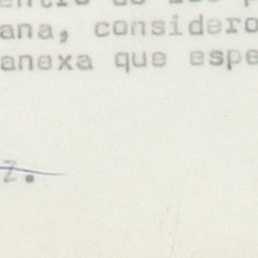 ana, considero
anexa que espe
z.